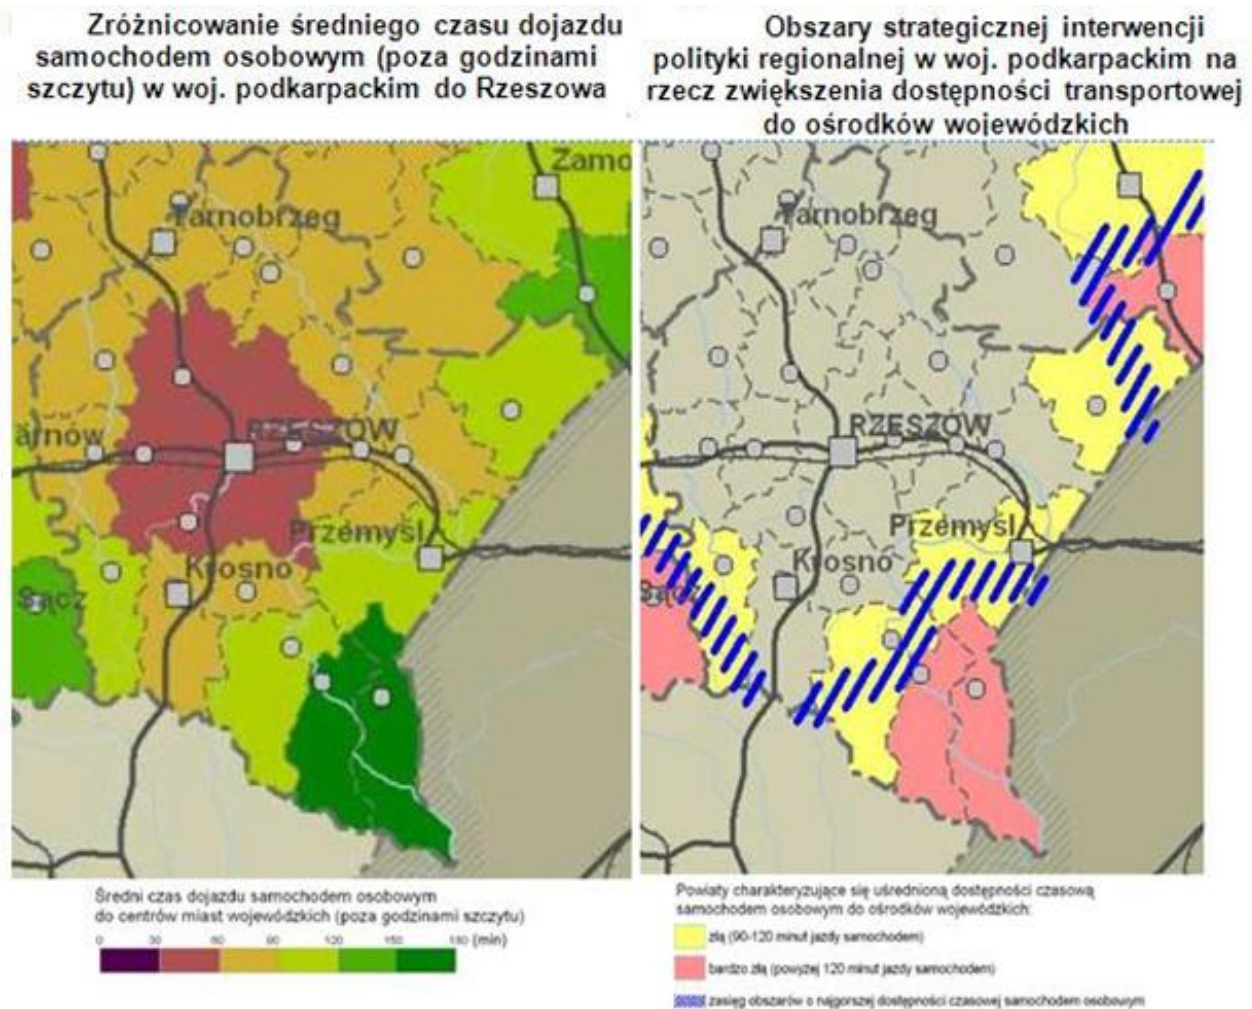 Zróżnicowanie średniego czasu dojazdu
samochodem osobowym (poza godzinami
szczytu) w woj. podkarpackim do Rzeszowa
Obszary strategicznej interwencji
polityki regionalnej w woj. podkarpackim na
rzecz zwiększenia dostępności transportowej
do ośrodków wojewódzkich
Zamo
Tarnobrzeg
RZESZÓW
arnów
Przemyśl
Krosno
Sącz
Tarnobrzeg
RZESZÓW
Przemyśl
Krosno
Sącz
Średni czas dojazdu samochodem osobowym
do centrów miast wojewódzkich (poza godzinami szczytu)
0 30 60 90 120 150 180 (min)
Powiaty charakteryzujące się uśrednioną dostępności czasową
samochodem osobowym do ośrodków wojewódzkich:
złą (90-120 minut jazdy samochodem)
bardzo złą (powyżej 120 minut jazdy samochodem)
zasięg obszarów o najgorszej dostępności czasowej samochodem osobowym